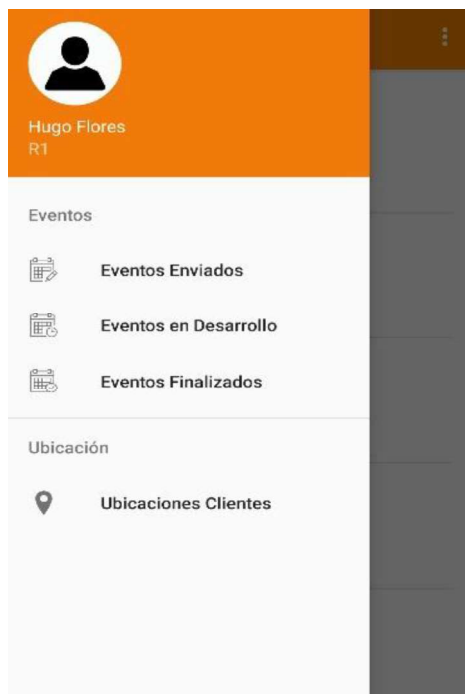 Hugo Flores
R1
Eventos
Eventos Enviados
Eventos en Desarrollo
Eventos Finalizados
Ubicación
Ubicaciones Clientes